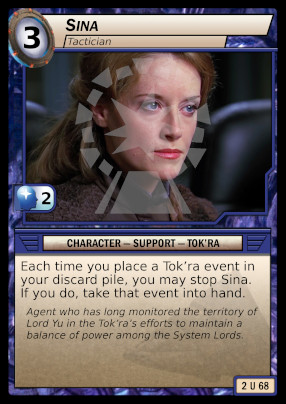 3
SINA
Tactician
2
CHARACTER – SUPPORT – TOK'RA
Each time you place a Tok'ra event in
your discard pile, you may stop Sina.
If you do, take that event into hand.
Agent who has long monitored the territory of
Lord Yu in the Tok'ra's efforts to maintain a
balance of power among the System Lords.
2 U 68